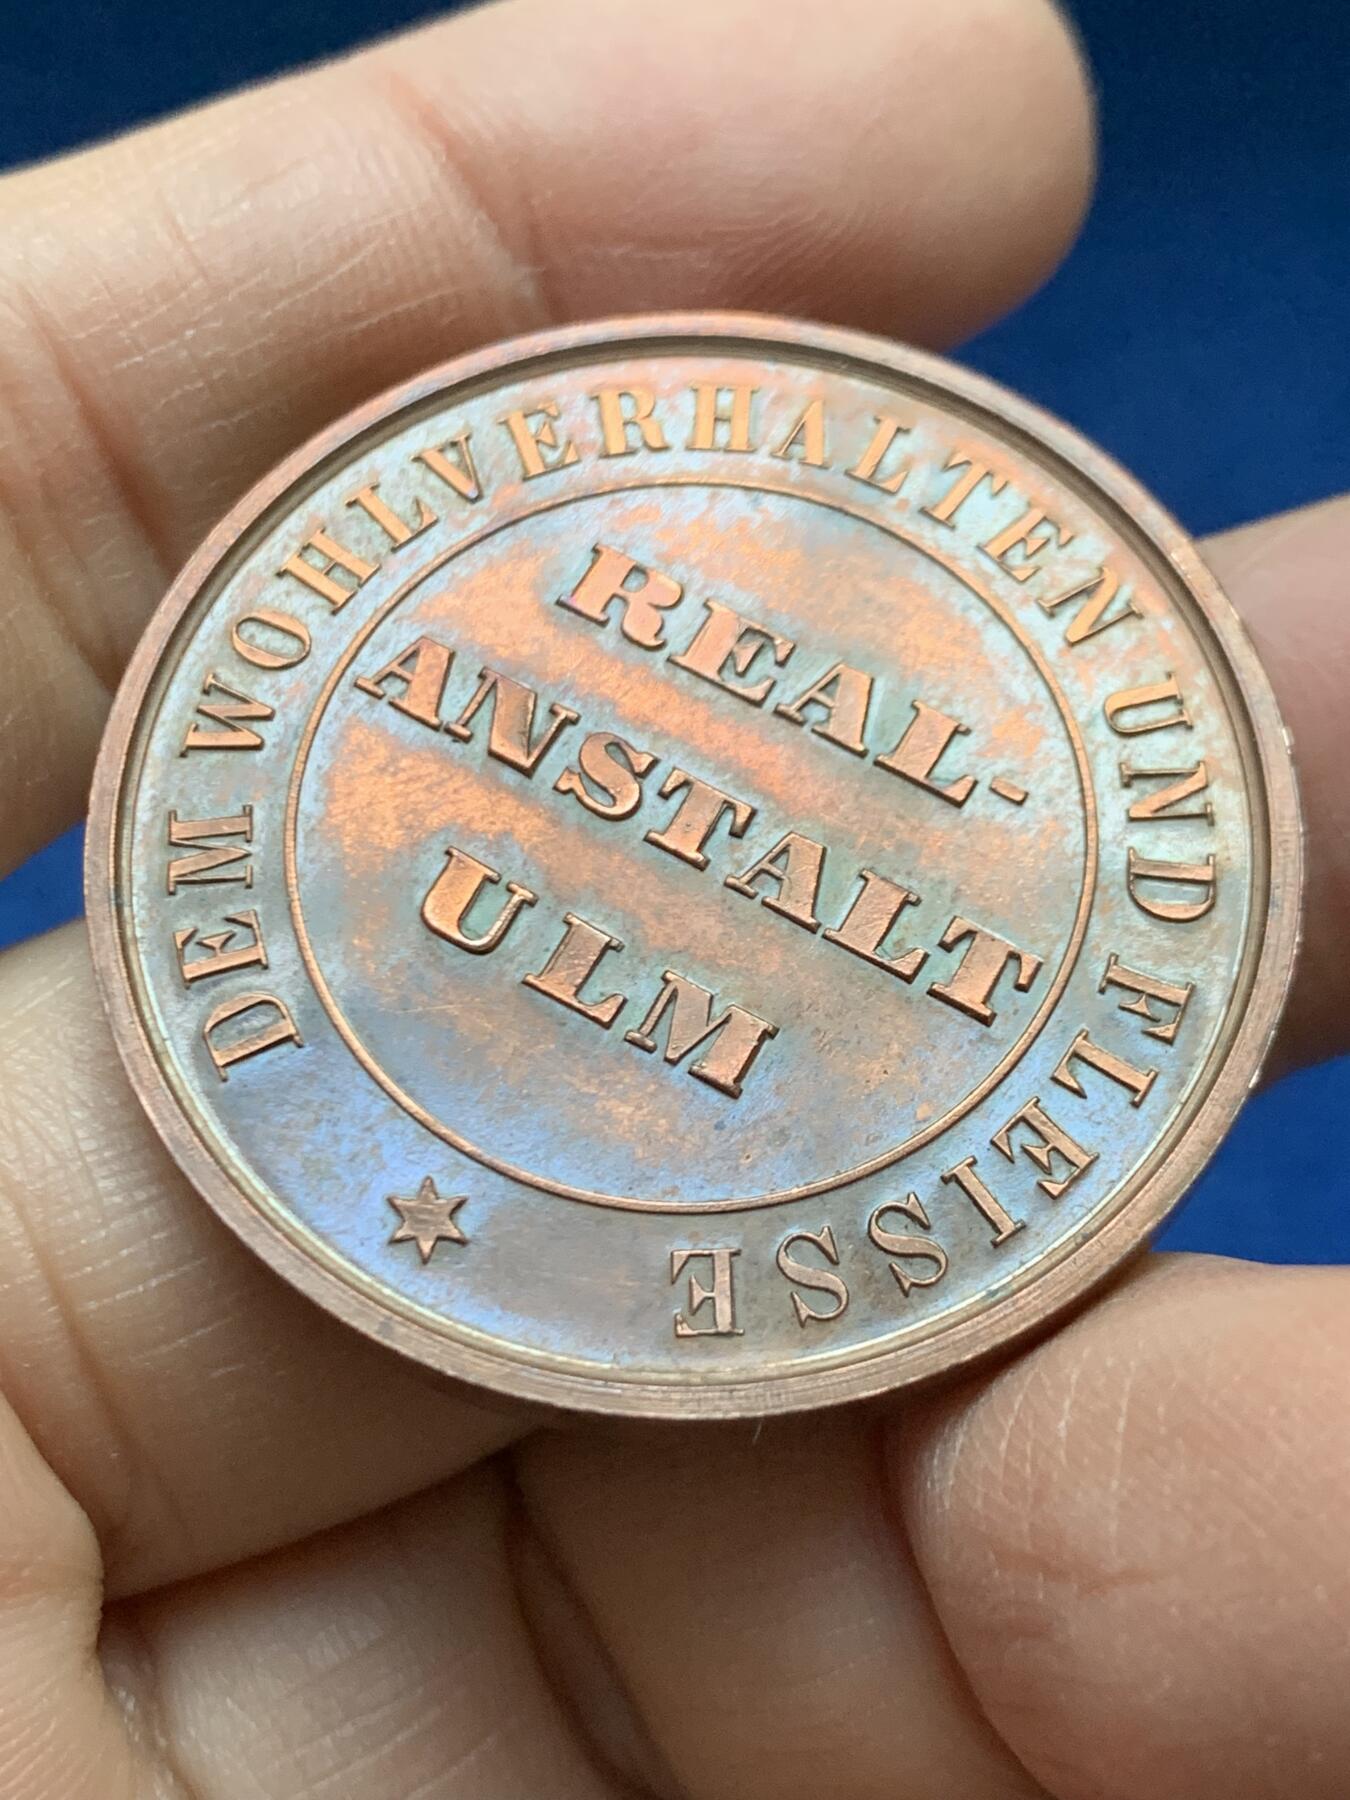 DEM WOHLVERHALTEN UND FLEISSE
REAL-
ANSTALT
ULM